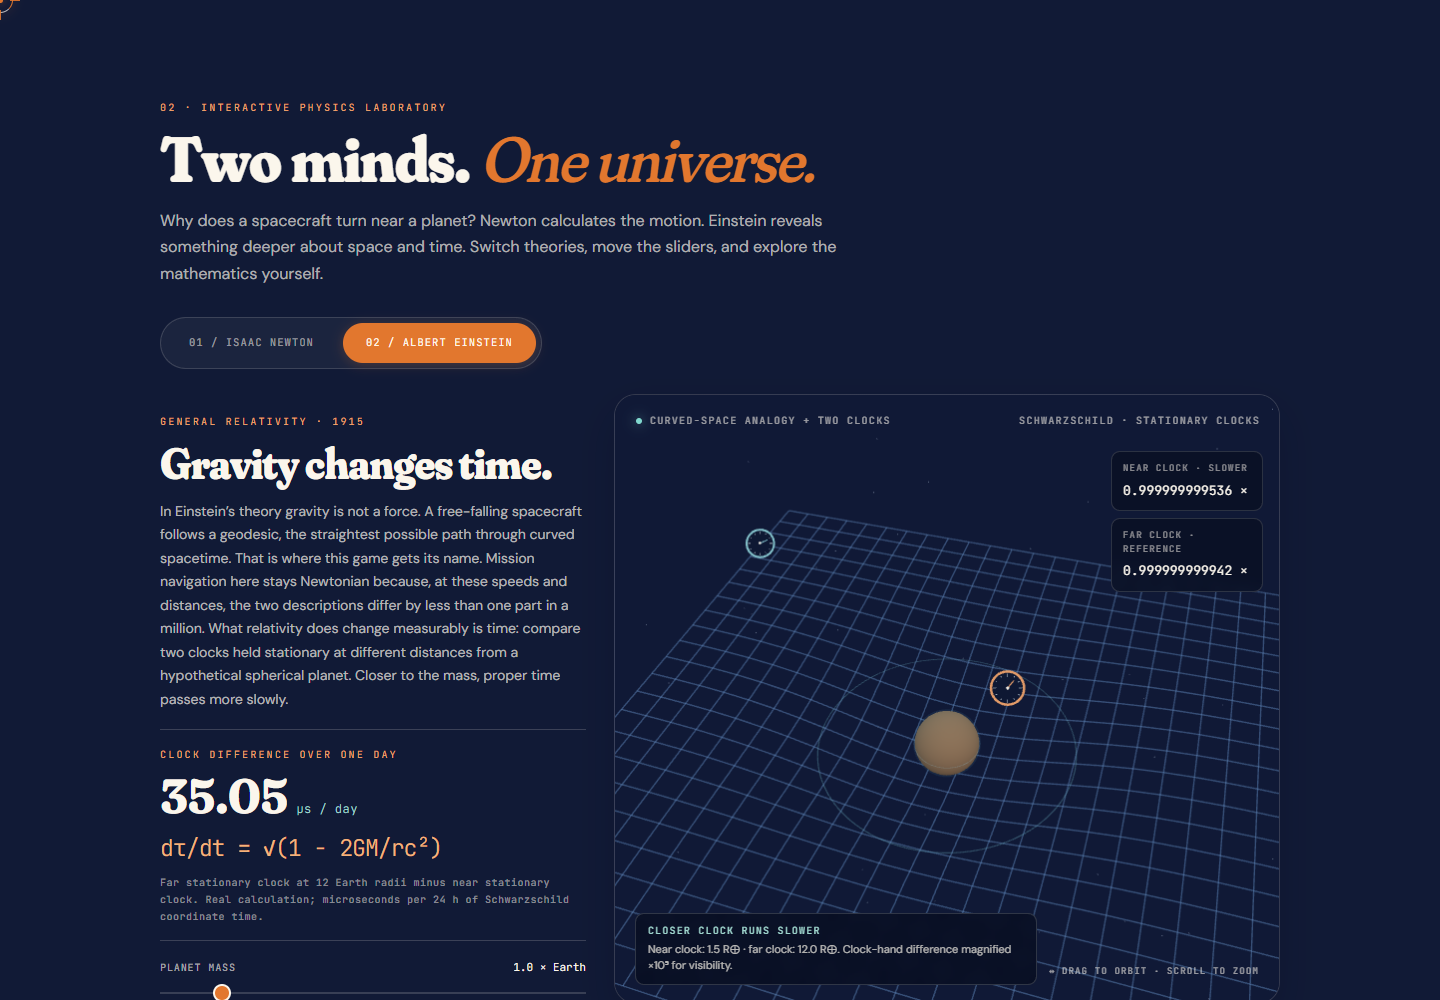 02 · INTERACTIVE PHYSICS LABORATORY
Two minds. One universe.
Why does a spacecraft turn near a planet? Newton calculates the motion. Einstein reveals
something deeper about space and time. Switch theories, move the sliders, and explore the
mathematics yourself.
01 / ISAAC NEWTON
02 / ALBERT EINSTEIN
GENERAL RELATIVITY · 1915
Gravity changes time.
In Einstein’s theory gravity is not a force. A free-falling spacecraft
follows a geodesic, the straightest possible path through curved
spacetime. That is where this game gets its name. Mission
navigation here stays Newtonian because, at these speeds and
distances, the two descriptions differ by less than one part in a
million. What relativity does change measurably is time: compare
two clocks held stationary at different distances from a
hypothetical spherical planet. Closer to the mass, proper time
passes more slowly.
CLOCK DIFFERENCE OVER ONE DAY
35.05 µs / day
dτ/dt = √(1 - 2GM/rc²)
Far stationary clock at 12 Earth radii minus near stationary
clock. Real calculation; microseconds per 24 h of Schwarzschild
coordinate time.
PLANET MASS
1.0 × Earth
CURVED-SPACE ANALOGY + TWO CLOCKS
SCHWARZSCHILD · STATIONARY CLOCKS
NEAR CLOCK · SLOWER
0.999999999536 ×
FAR CLOCK ·
REFERENCE
0.999999999942 ×
CLOSER CLOCK RUNS SLOWER
Near clock: 1.5 R⊕ · far clock: 12.0 R⊕. Clock-hand difference magnified
×10⁹ for visibility.
DRAG TO ORBIT · SCROLL TO ZOOM